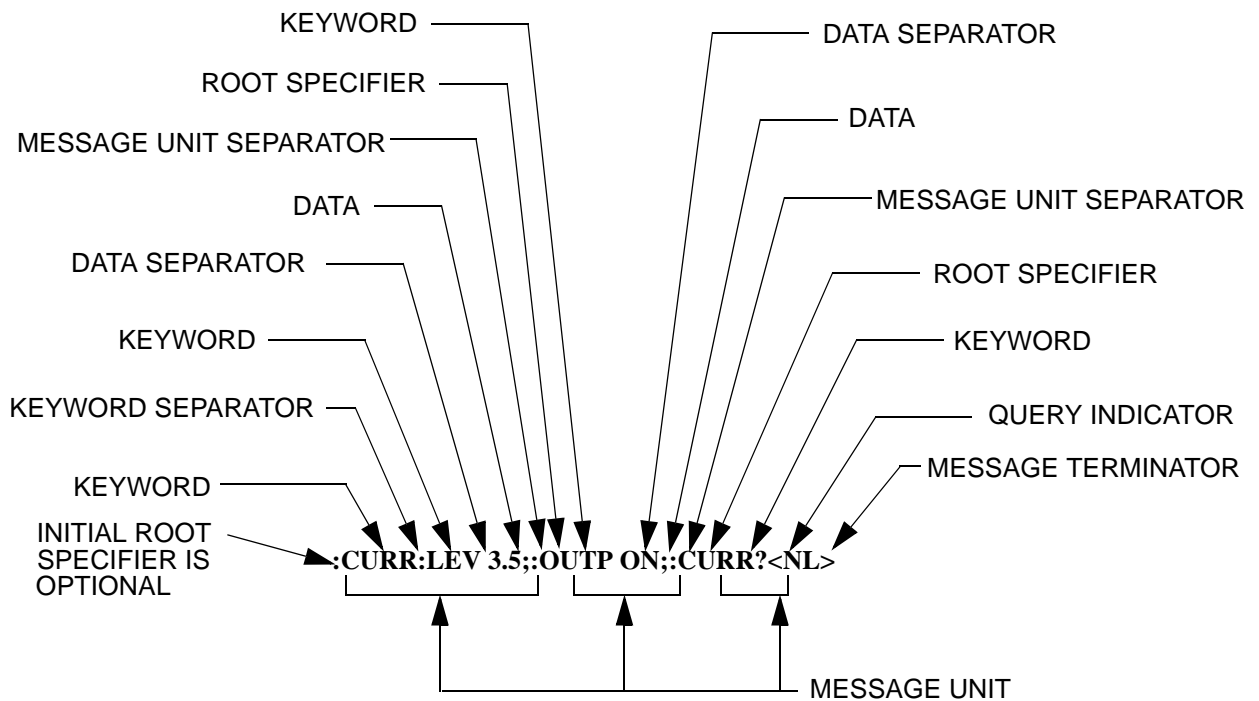 KEYWORD
DATA SEPARATOR
ROOT SPECIFIER
DATA
MESSAGE UNIT SEPARATOR
DATA
MESSAGE UNIT SEPARATOR
DATA SEPARATOR
ROOT SPECIFIER
KEYWORD
KEYWORD
KEYWORD SEPARATOR
QUERY INDICATOR
MESSAGE TERMINATOR
KEYWORD
INITIAL ROOT
SPECIFIER IS
OPTIONAL
:CURR:LEV 3.5;:OUTP ON;:CURR?<NL>
MESSAGE UNIT